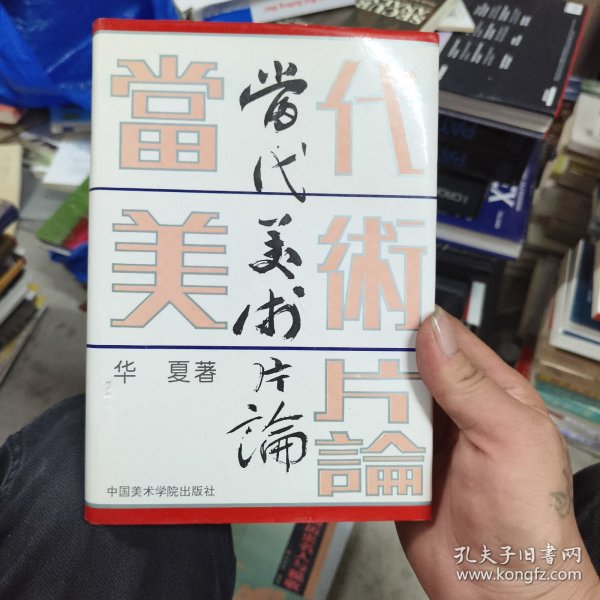 當代
美術
片論
當代美术片論
华 夏著
中国美术学院出版社
孔夫子旧书网
www.kongfz.com